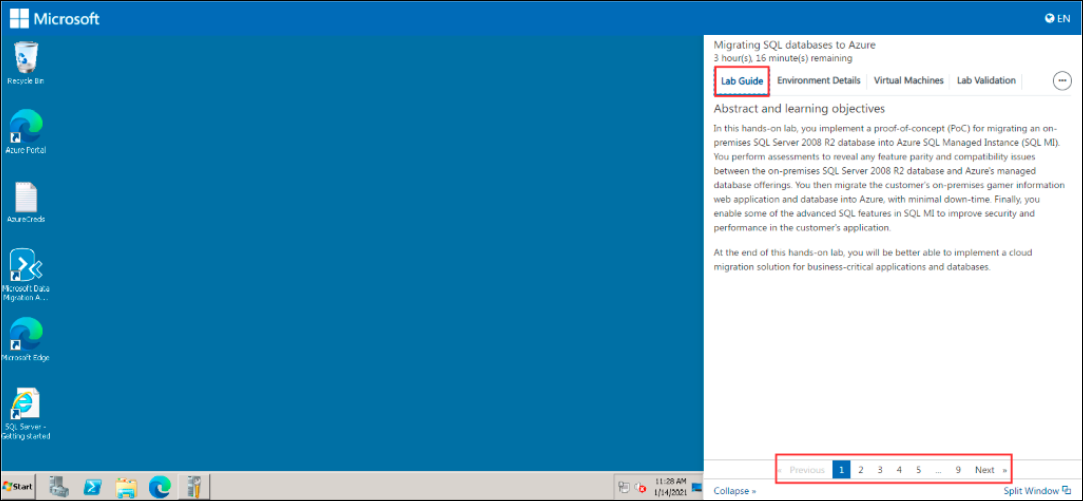 Microsoft
EN
Recycle Bin
Azure Portal
AzureCreds
Microsoft Data
Migration A...
Microsoft Edge
SQL Server -
Getting started
Start
11:28 AM
1/14/2021
Migrating SQL databases to Azure
3 hour(s), 16 minute(s) remaining
Lab Guide Environment Details Virtual Machines Lab Validation
Abstract and learning objectives
In this hands-on lab, you implement a proof-of-concept (PoC) for migrating an on-
premises SQL Server 2008 R2 database into Azure SQL Managed Instance (SQL MI).
You perform assessments to reveal any feature parity and compatibility issues
between the on-premises SQL Server 2008 R2 database and Azure's managed
database offerings. You then migrate the customer's on-premises gamer information
web application and database into Azure, with minimal down-time. Finally, you
enable some of the advanced SQL features in SQL MI to improve security and
performance in the customer's application.
At the end of this hands-on lab, you will be better able to implement a cloud
migration solution for business-critical applications and databases.
« Previous 1 2 3 4 5 ... 9 Next »
Collapse » Split Window